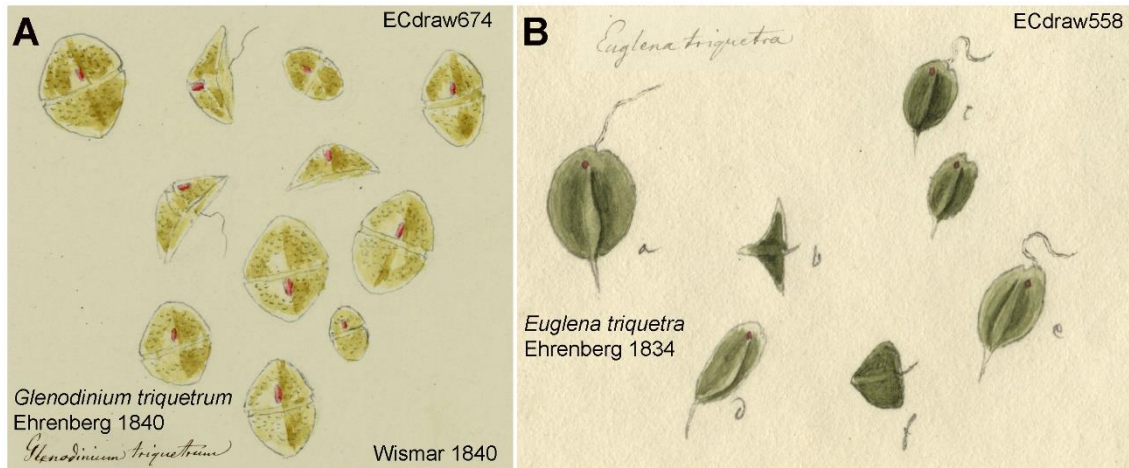 A
ECdraw674
Glenodinium triquetrum
Ehrenberg 1840
Glenodinium triquetrum
Wismar 1840
B
ECdraw558
Euglena triquetra
c
a
b
Euglena triquetra
Ehrenberg 1834
e
d
f